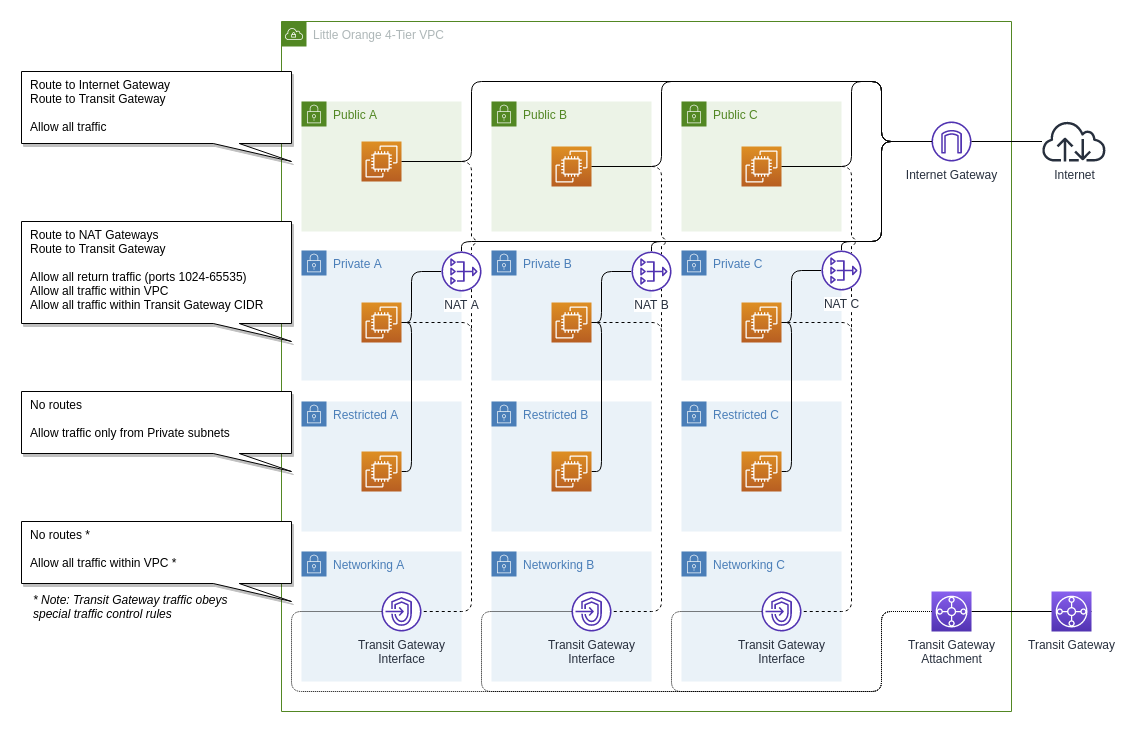 Little Orange 4-Tier VPC
Route to Internet Gateway
Route to Transit Gateway
Allow all traffic
Public A
Public B
Public C
Internet Gateway
Internet
Route to NAT Gateways
Route to Transit Gateway
Allow all return traffic (ports 1024-65535)
Allow all traffic within VPC
Allow all traffic within Transit Gateway CIDR
Private A
Private B
Private C
NAT A
NAT B
NAT C
No routes
Allow traffic only from Private subnets
Restricted A
Restricted B
Restricted C
No routes *
Allow all traffic within VPC *
* Note: Transit Gateway traffic obeys
special traffic control rules
Networking A
Networking B
Networking C
Transit Gateway
Interface
Transit Gateway
Interface
Transit Gateway
Interface
Transit Gateway
Attachment
Transit Gateway